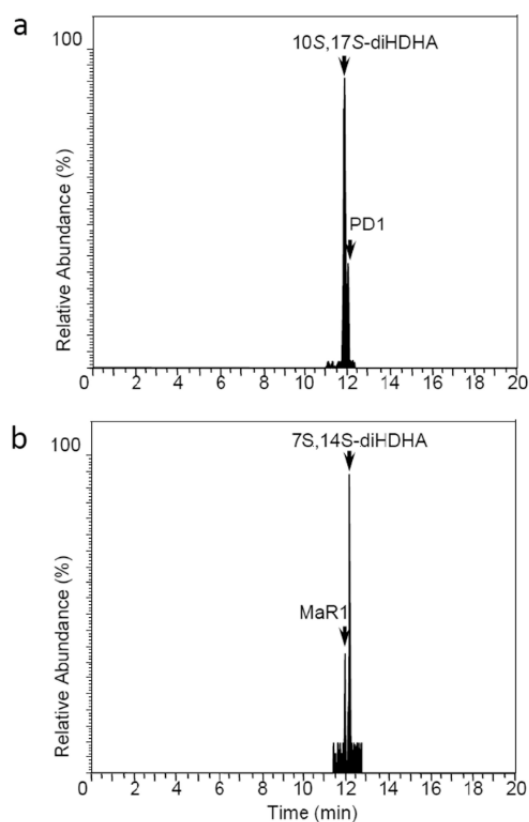 a
100
10S,17S-diHDHA
PD1
Relative Abundance (%)
0 2 4 6 8 10 12 14 16 18 20
b
100
7S,14S-diHDHA
MaR1
Relative Abundance (%)
0 2 4 6 8 10 12 14 16 18 20
Time (min)